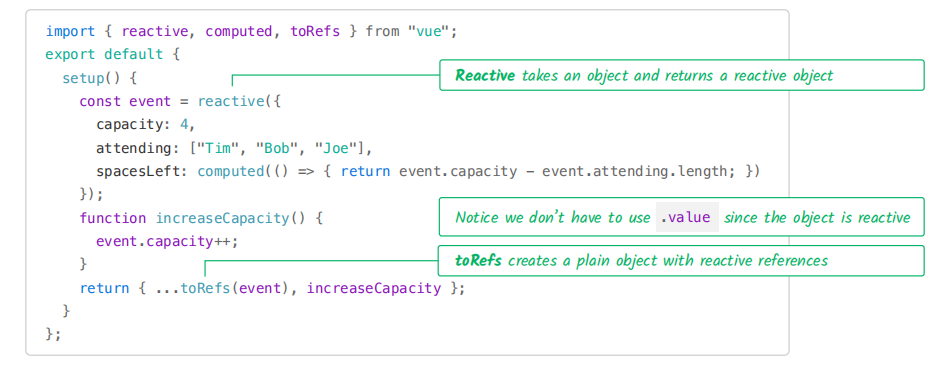 import { reactive, computed, toRefs } from "vue";
export default {
setup() {
Reactive takes an object and returns a reactive object
const event = reactive({
capacity: 4,
attending: ["Tim", "Bob", "Joe"],
spacesLeft: computed(() => { return event.capacity - event.attending.length; })
});
function increaseCapacity() {
Notice we don't have to use .value since the object is reactive
event.capacity++;
}
toRefs creates a plain object with reactive references
return { ...toRefs(event), increaseCapacity };
}
};